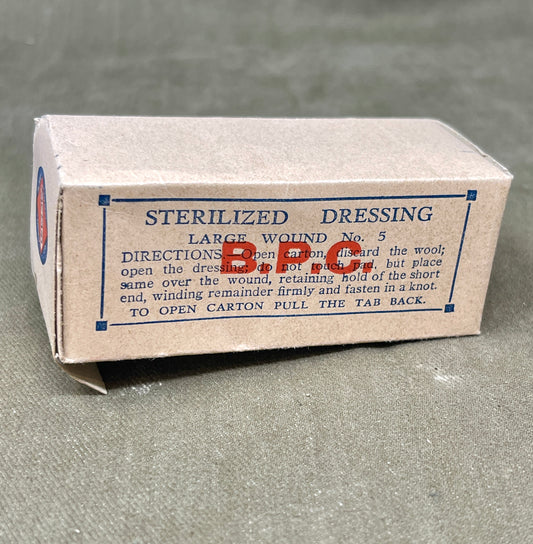 STERILIZED DRESSING
LARGE WOUND No. 5
B.P.C.
DIRECTIONS.—Open carton, discard the wool;
open the dressing; do not touch pad, but place
same over the wound, retaining hold of the short
end, winding remainder firmly and fasten in a knot.
TO OPEN CARTON PULL THE TAB BACK.